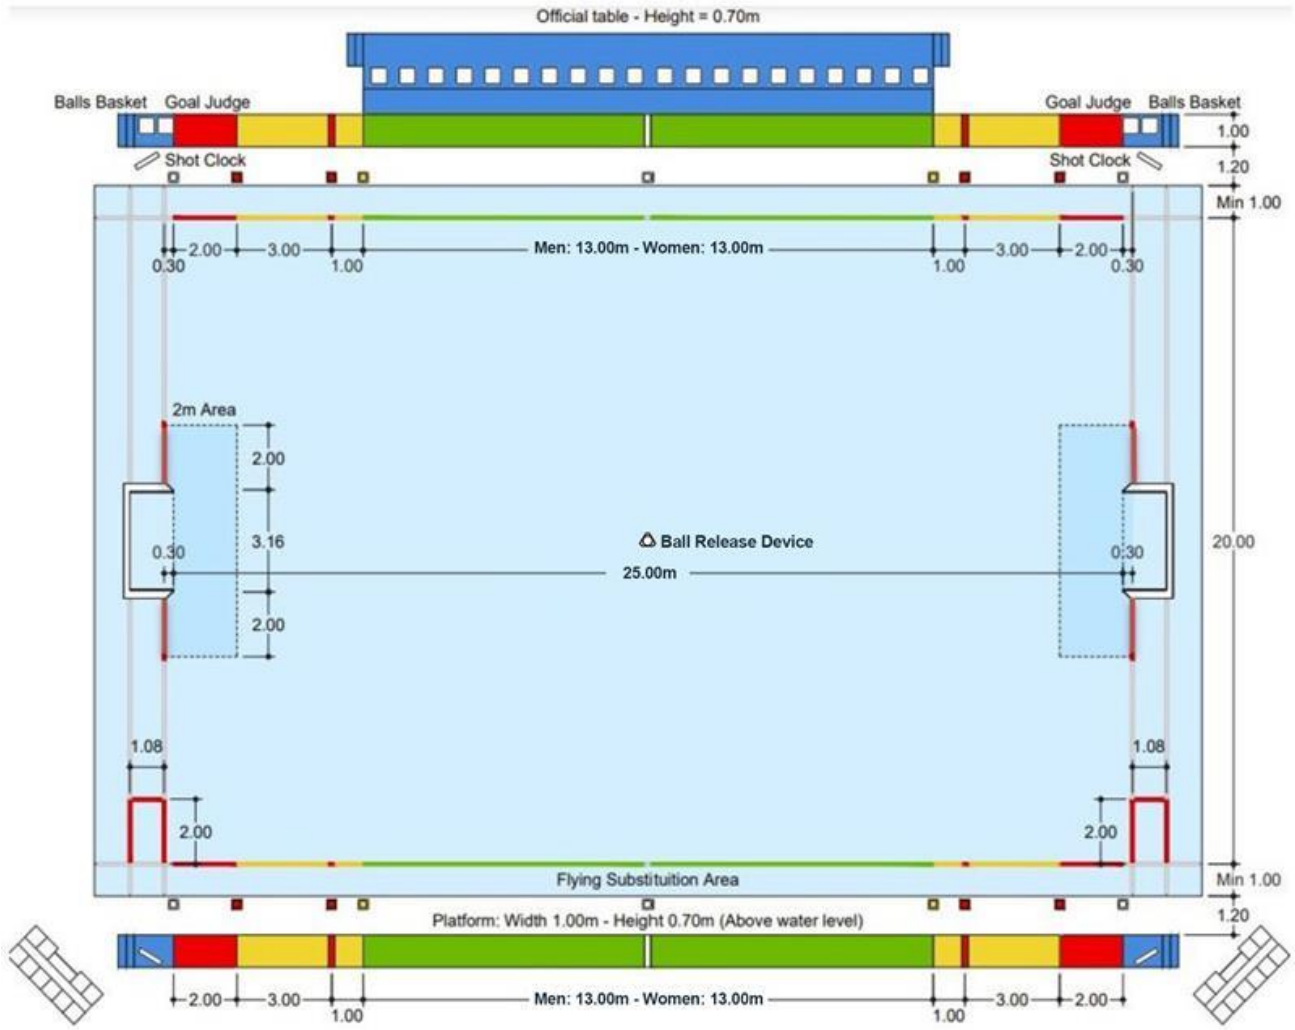 Official table - Height = 0.70m
Balls Basket Goal Judge Goal Judge Balls Basket
1.00
Shot Clock Shot Clock
1.20
Min 1.00
2.00 3.00 Men: 13.00m - Women: 13.00m 3.00 2.00
0.30 1.00 1.00 0.30
2m Area
2.00
3.16 Ball Release Device 20.00
0.30 0.30
25.00m
2.00
1.08 1.08
2.00 2.00
Flying Substituition Area Min 1.00
Platform: Width 1.00m - Height 0.70m (Above water level) 1.20
2.00 3.00 Men: 13.00m - Women: 13.00m 3.00 2.00
1.00 1.00